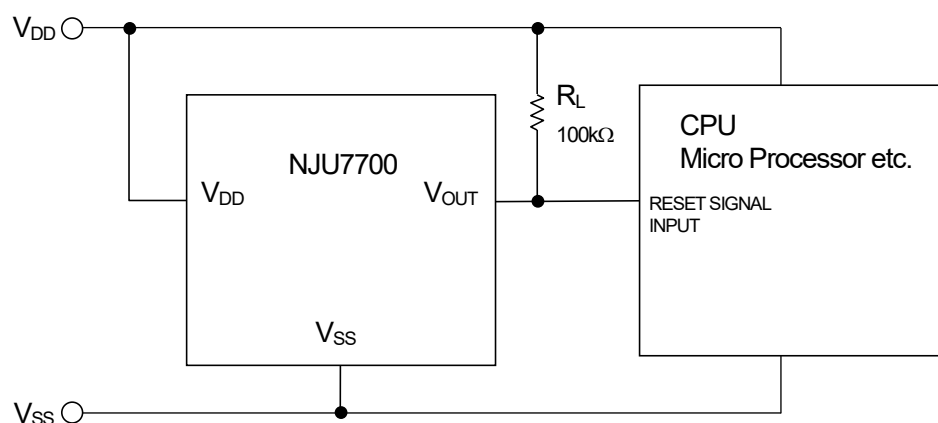 VDD
RL
100kΩ
CPU
Micro Processor etc.
NJU7700
VDD
VOUT
RESET SIGNAL
INPUT
VSS
VSS